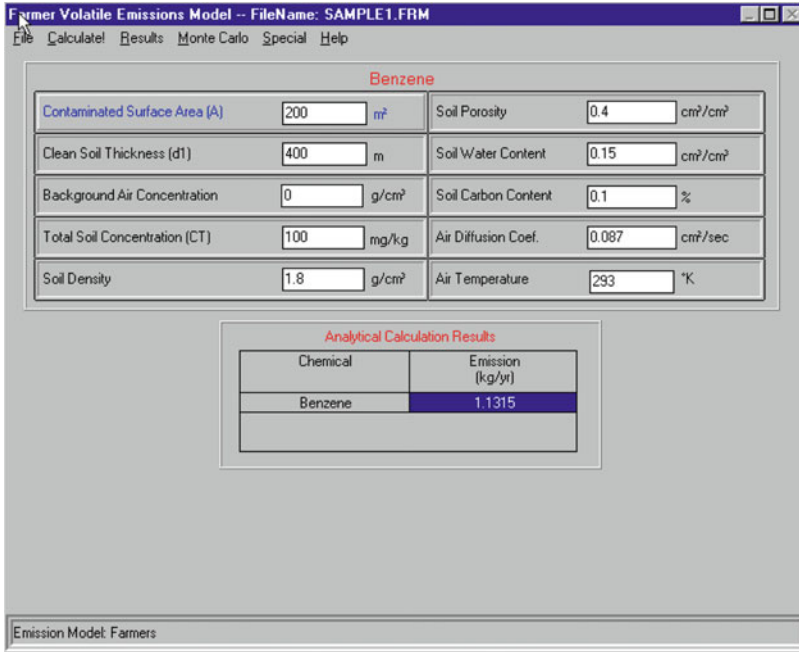 Farmer Volatile Emissions Model -- FileName: SAMPLE1.FRM
File Calculate! Results Monte Carlo Special Help
Benzene
Contaminated Surface Area (A) 200 m²
Soil Porosity 0.4 cm³/cm³
Clean Soil Thickness (d1) 400 m
Soil Water Content 0.15 cm³/cm³
Background Air Concentration 0 g/cm³
Soil Carbon Content 0.1 %
Total Soil Concentration (CT) 100 mg/kg
Air Diffusion Coef. 0.087 cm²/sec
Soil Density 1.8 g/cm³
Air Temperature 293 °K
Analytical Calculation Results
Chemical Emission
(kg/yr)
Benzene 1.1315
Emission Model: Farmers